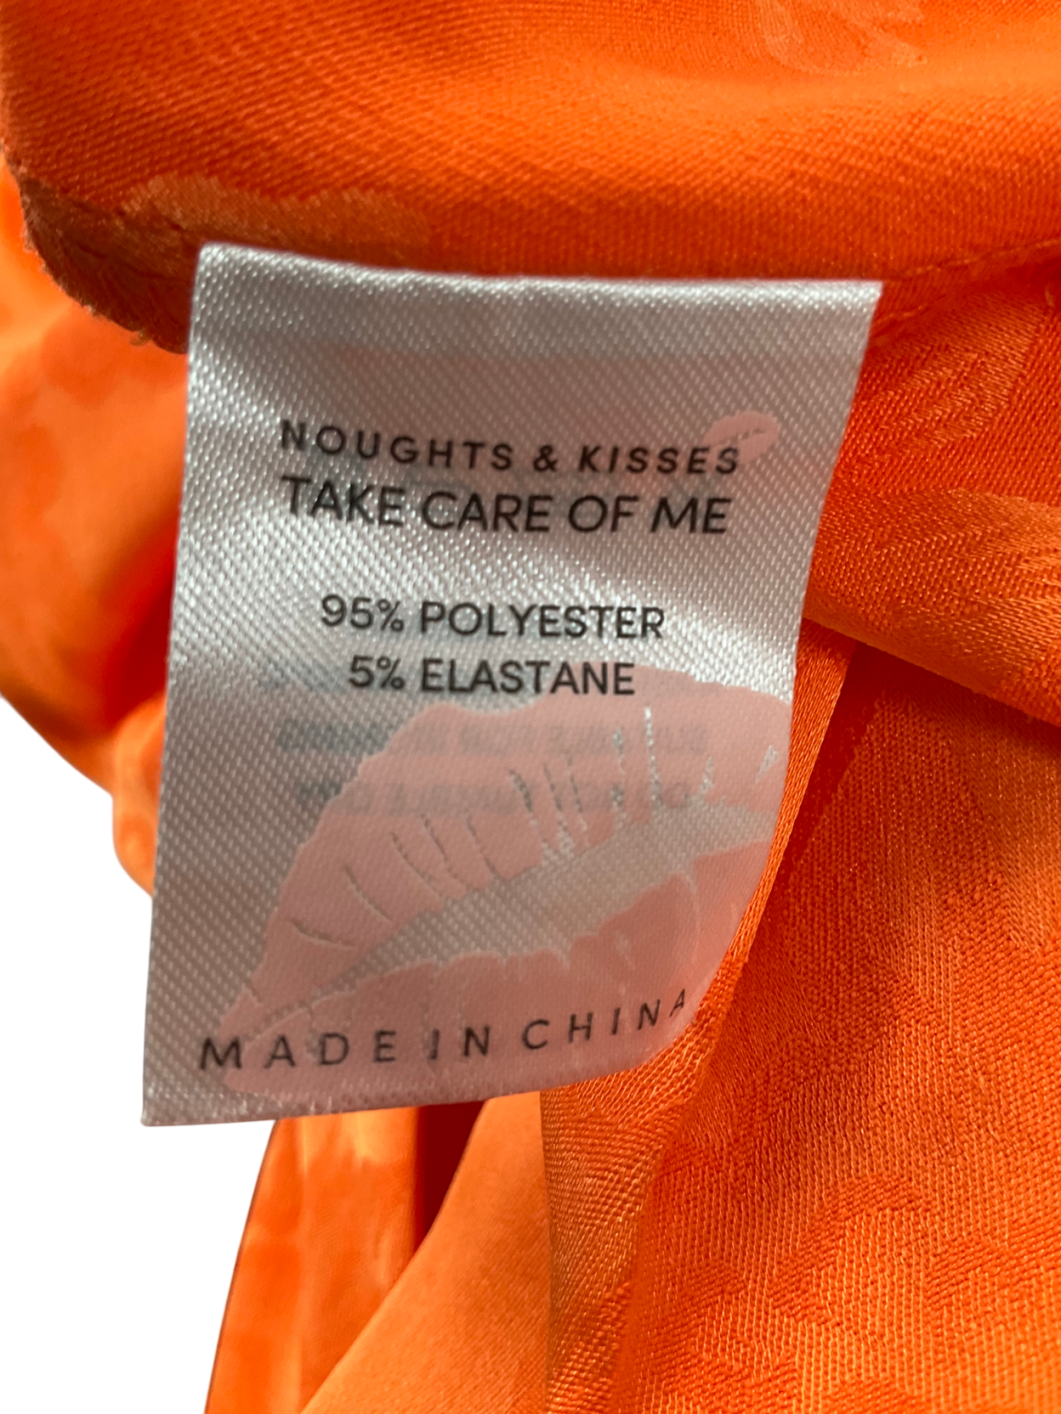 NOUGHTS & KISSES
TAKE CARE OF ME
95% POLYESTER
5% ELASTANE
MADE IN CHINA